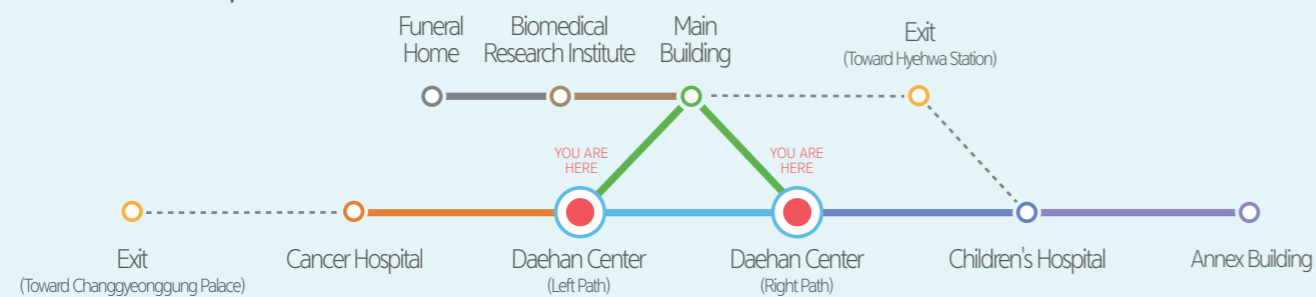 Funeral
Home
Biomedical
Research Institute
Main
Building
Exit
(Toward Hyehwa Station)
YOU ARE
HERE
YOU ARE
HERE
Exit
(Toward Changgyeonggung Palace)
Cancer Hospital
Daehan Center
(Left Path)
Daehan Center
(Right Path)
Children's Hospital
Annex Building